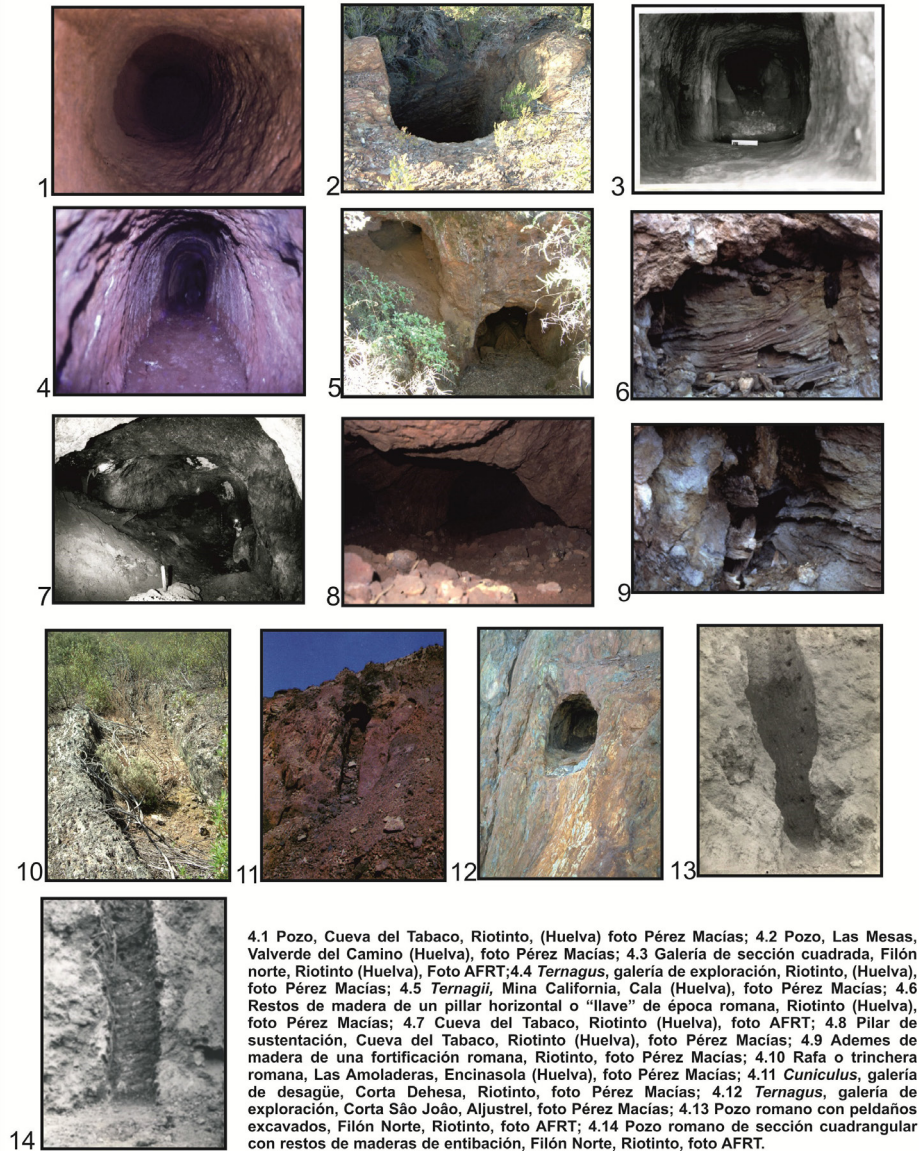 1
2
3
4
5
6
7
8
9
10
11
12
13
14
4.1 Pozo, Cueva del Tabaco, Riotinto, (Huelva) foto Pérez Macías; 4.2 Pozo, Las Mesas,
Valverde del Camino (Huelva), foto Pérez Macías; 4.3 Galería de sección cuadrada, Filón
norte, Riotinto (Huelva), Foto AFRT;4.4 Ternagus, galería de exploración, Riotinto, (Huelva),
foto Pérez Macías; 4.5 Ternagii, Mina California, Cala (Huelva), foto Pérez Macías; 4.6
Restos de madera de un pillar horizontal o “llave” de época romana, Riotinto (Huelva),
foto Pérez Macías; 4.7 Cueva del Tabaco, Riotinto (Huelva), foto AFRT; 4.8 Pilar de
sustentación, Cueva del Tabaco, Riotinto (Huelva), foto Pérez Macías; 4.9 Ademes de
madera de una fortificación romana, Riotinto, foto Pérez Macías; 4.10 Rafa o trinchera
romana, Las Amoladeras, Encinasola (Huelva), foto Pérez Macías; 4.11 Cuniculus, galería
de desagüe, Corta Dehesa, Riotinto, foto Pérez Macías; 4.12 Ternagus, galería de
exploración, Corta Sâo Joâo, Aljustrel, foto Pérez Macías; 4.13 Pozo romano con peldaños
excavados, Filón Norte, Riotinto, foto AFRT; 4.14 Pozo romano de sección cuadrangular
con restos de maderas de entibación, Filón Norte, Riotinto, foto AFRT.